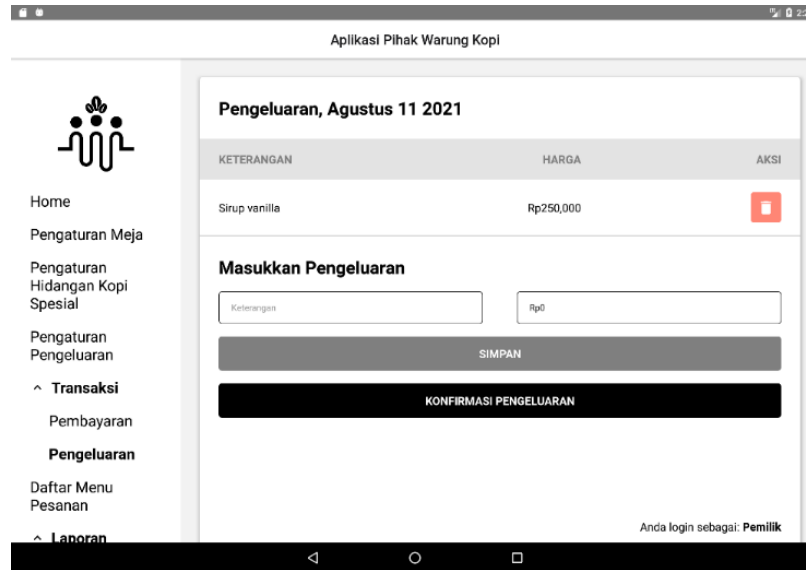 Aplikasi Pihak Warung Kopi
Home
Pengaturan Meja
Pengaturan
Hidangan Kopi
Spesial
Pengaturan
Pengeluaran
Transaksi
Pembayaran
Pengeluaran
Daftar Menu
Pesanan
Laporan
Pengeluaran, Agustus 11 2021
KETERANGAN HARGA AKSI
Sirup vanilla Rp250,000
Masukkan Pengeluaran
Keterangan Rp0
SIMPAN
KONFIRMASI PENGELUARAN
Anda login sebagai: Pemilik